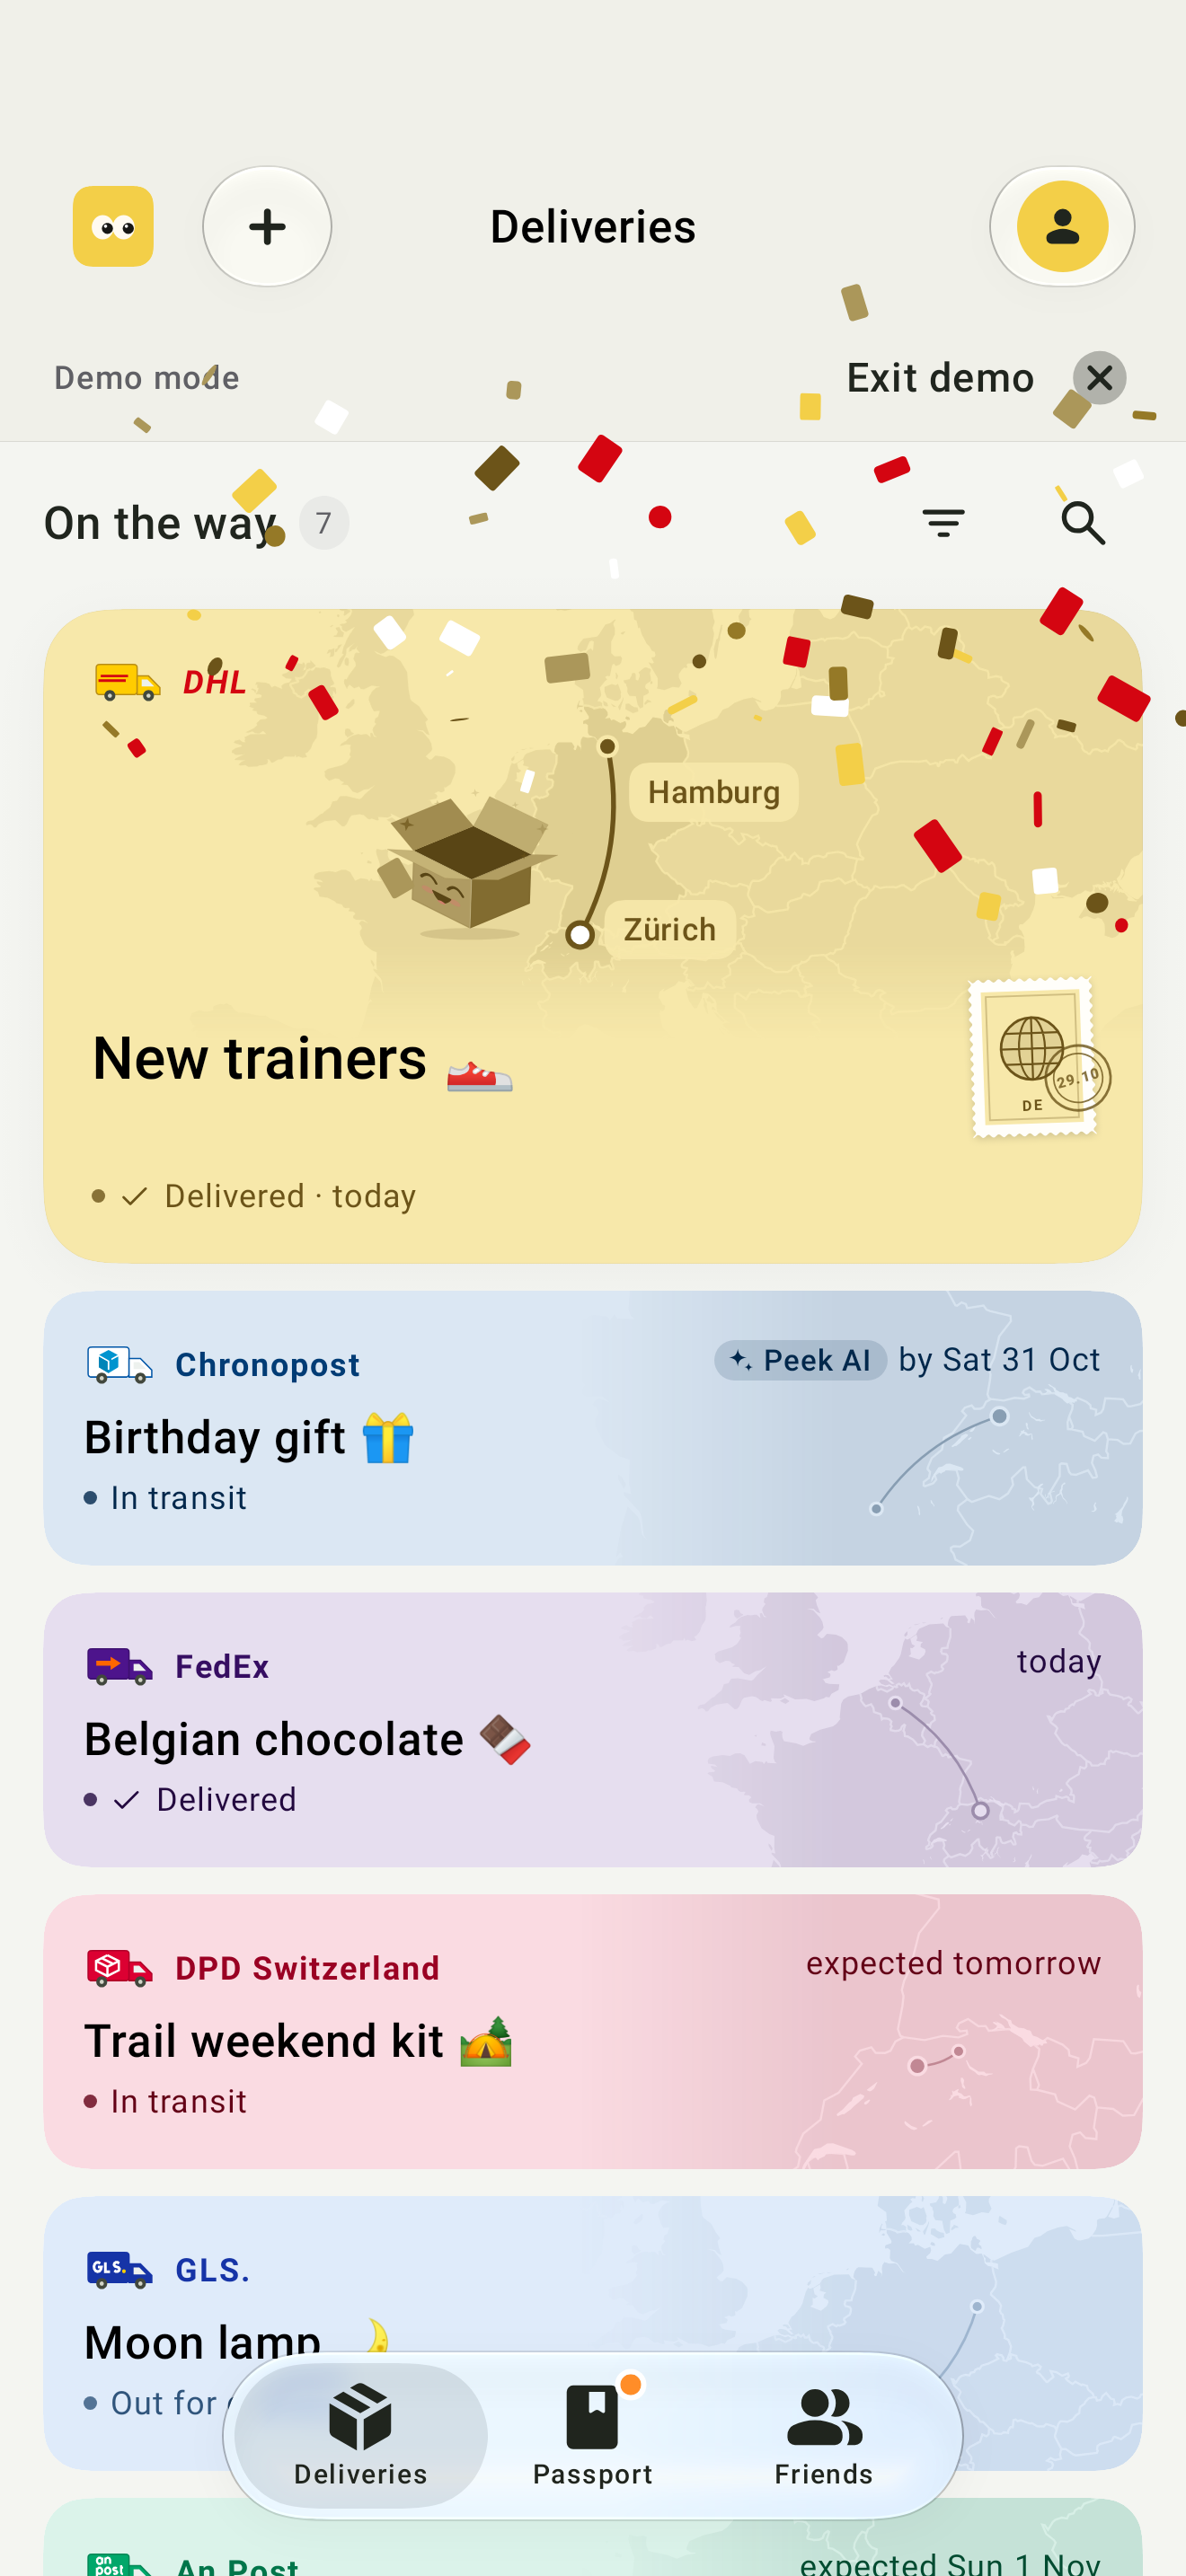 Deliveries
Demo mode
Exit demo
On the way 7
DHL
Hamburg
Zürich
New trainers
29.10
DE
Delivered · today
Chronopost
Peek AI by Sat 31 Oct
Birthday gift
In transit
FedEx
today
Belgian chocolate
Delivered
DPD Switzerland
expected tomorrow
Trail weekend kit
In transit
GLS.
GLS.
Moon lamp
Out for
Deliveries
Passport
Friends
an post
An Post
expected Sun 1 Nov